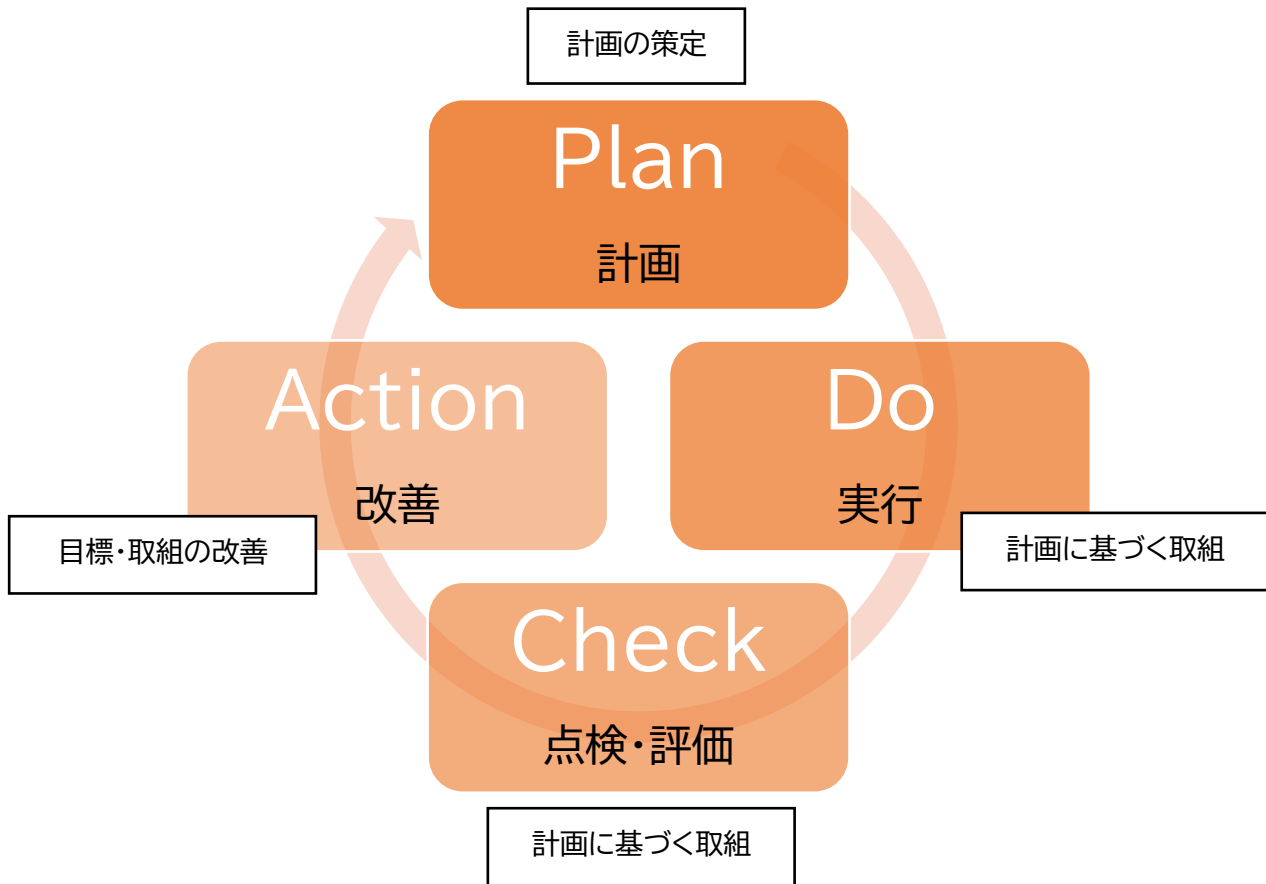 計画の策定
Plan
計画
Action
改善
目標・取組の改善
Do
実行
計画に基づく取組
Check
点検・評価
計画に基づく取組